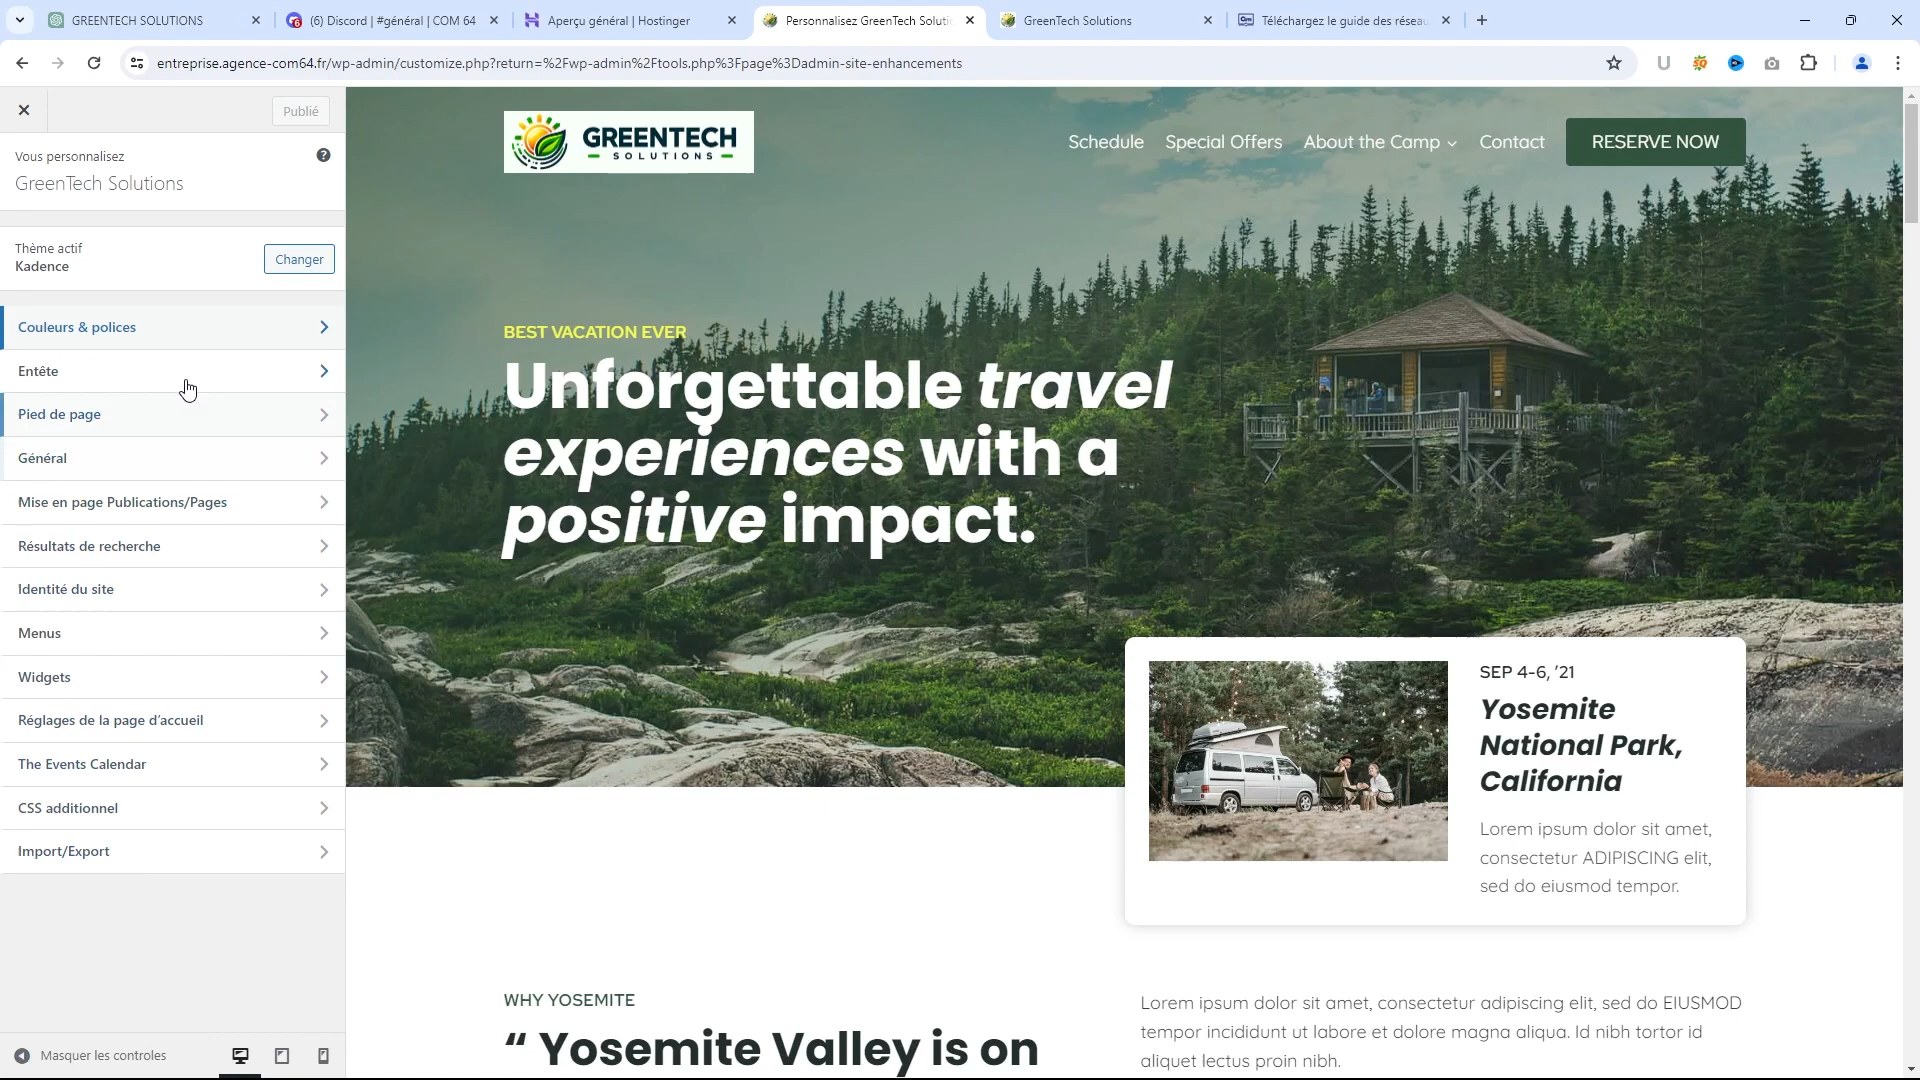 GREENTECH SOLUTIONS
(6) Discord | #général | COM 64
Aperçu général | Hostinger
Personnalisez GreenTech Soluti
GreenTech Solutions
Téléchargez le guide des réseau
entreprise.agence-com64.fr/wp-admin/customize.php?return=%2Fwp-admin%2Ftools.php%3Fpage%3Dadmin-site-enhancements
Publié
Vous personnalisez
GreenTech Solutions
Thème actif
Kadence
Changer
Couleurs & polices
Entête
Pied de page
Général
Mise en page Publications/Pages
Résultats de recherche
Identité du site
Menus
Widgets
Réglages de la page d’accueil
The Events Calendar
CSS additionnel
Import/Export
Masquer les controles
GREENTECH
SOLUTIONS
Schedule
Special Offers
About the Camp
Contact
RESERVE NOW
BEST VACATION EVER
Unforgettable travel
experiences with a
positive impact.
SEP 4-6, ’21
Yosemite
National Park,
California
Lorem ipsum dolor sit amet,
consectetur ADIPISCING elit,
sed do eiusmod tempor.
WHY YOSEMITE
“ Yosemite Valley is on
Lorem ipsum dolor sit amet, consectetur adipiscing elit, sed do EIUSMOD
tempor incididunt ut labore et dolore magna aliqua. Id nibh tortor id
aliquet lectus proin nibh.